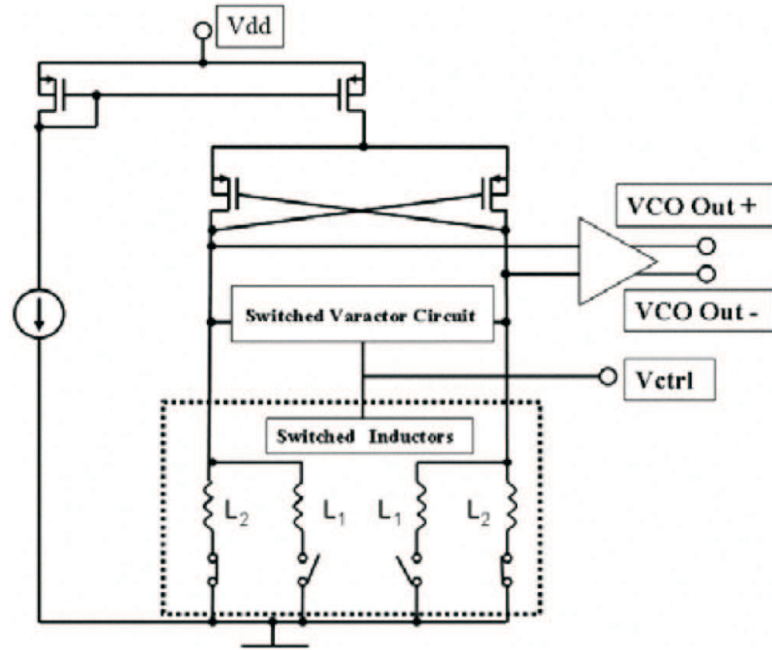 Vdd
VCO Out +
VCO Out -
Switched Varactor Circuit
Vctrl
Switched Inductors
L2 L1 L1 L2